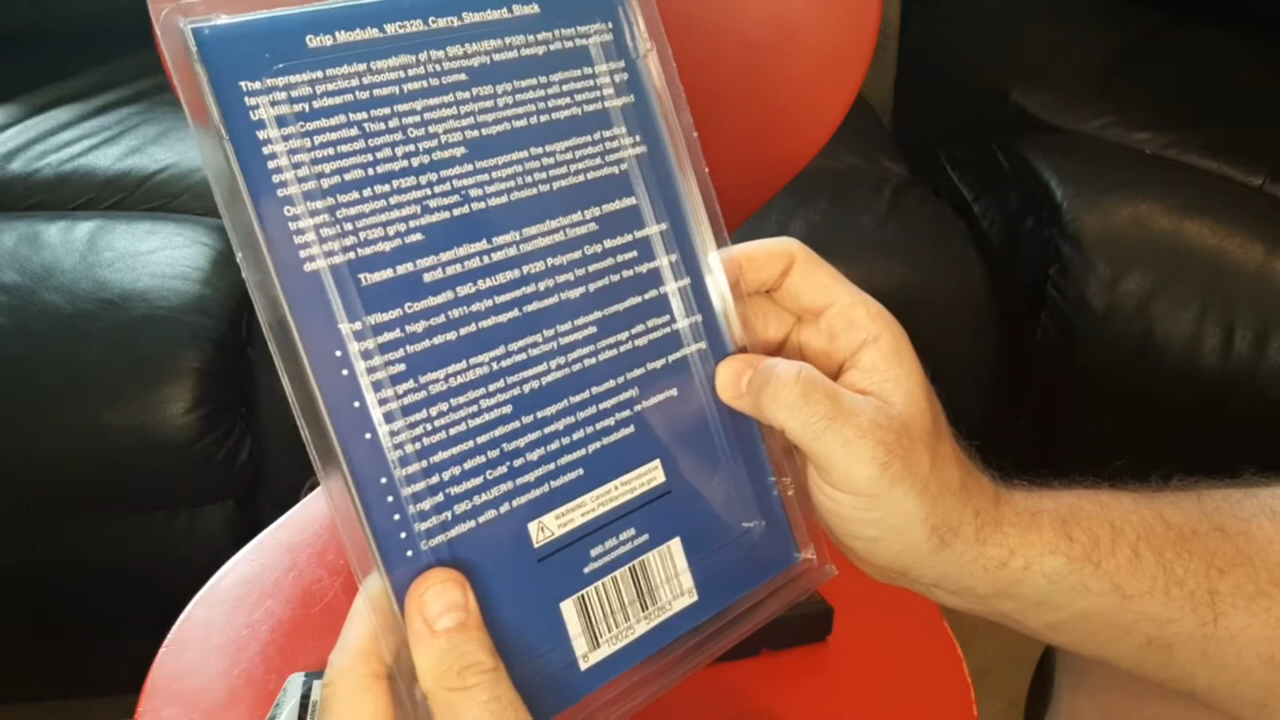 Grip Module, WC320, Carry, Standard, Black
The impressive modular capability of the SIG-SAUER® P320 is why it has become a
favorite with practical shooters and it's thoroughly tested design will be the official
US Military sidearm for many years to come.
Wilson Combat® has now reengineered the P320 grip frame to optimize its practical
shooting potential. This all new molded polymer grip module will enhance your grip
and improve recoil control. Our significant improvements in shape, texture and
overall ergonomics will give your P320 the superb feel of an expertly hand sculpted
custom gun with a simple grip change.
Our fresh look at the P320 grip module incorporates the suggestions of tactical
trainers, champion shooters and firearms experts into the final product that has a
look that is unmistakably "Wilson." We believe it is the most practical, comfortable
and stylish P320 grip available and the ideal choice for practical shooting or
defensive handgun use.
These are non-serialized, newly manufactured grip modules
and are not a serial numbered firearm.
The Wilson Combat® SIG-SAUER® P320 Polymer Grip Module features
• Upgraded, high-cut 1911-style beavertail grip tang for smooth draws
• Undercut front-strap and reshaped, radiused trigger guard for the highest grip
possible
• Enlarged, integrated magwell opening for fast reloads-compatible with
generation SIG-SAUER® X-series factory basepads
• Improved grip traction and increased grip pattern coverage with Wilson
Combat's exclusive Starburst grip pattern on the sides and aggressive texturing
on the front and backstrap
• Frame reference serrations for support hand thumb or index finger positioning
• Internal grip slots for Tungsten weights (sold seperately)
• Angled "Holster Cuts" on light rail to aid in snag-free, re-holstering
• Factory SIG-SAUER® magazine release pre-installed
• Compatible with all standard holsters
WARNING: Cancer & Reproductive
Harm - www.P65Warnings.ca.gov
800.955.4856
wilsoncombat.com
8 10025 50263 8